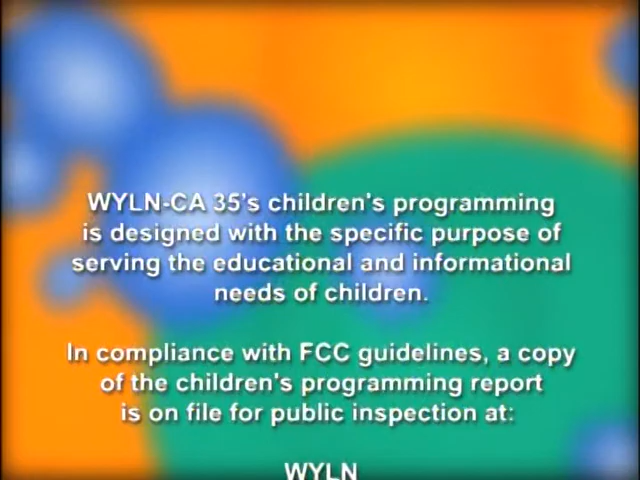 WYLN-CA 35's children's programming
is designed with the specific purpose of
serving the educational and informational
needs of children.
In compliance with FCC guidelines, a copy
of the children's programming report
is on file for public inspection at:
WYLN